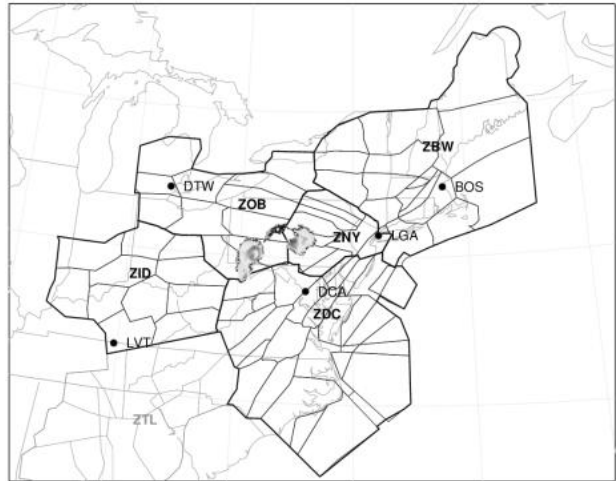 ZBW
DTW
BOS
ZOB
ZNY
LGA
ZID
DCA
ZDC
LVT
ZTL